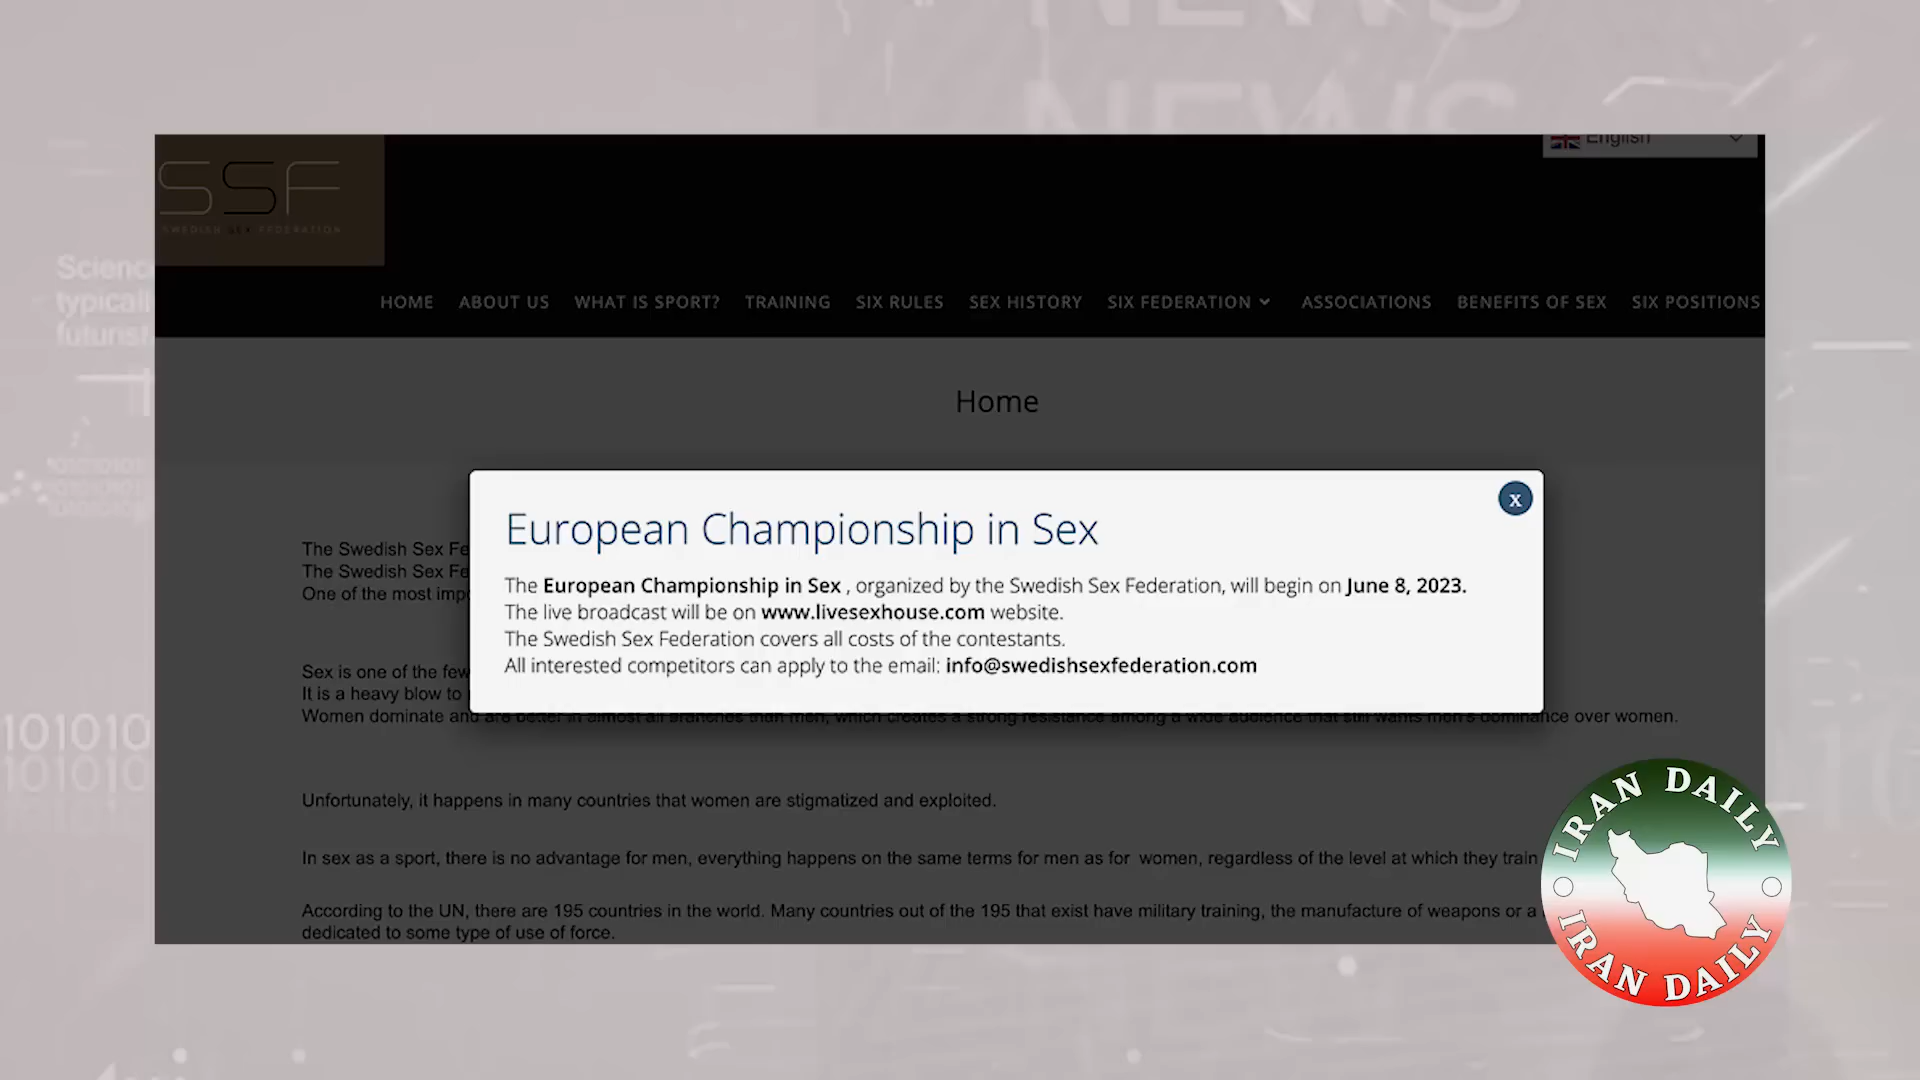 NEWS
NEWS
English
SSF
SWEDISH SEX FEDERATION
HOME ABOUT US WHAT IS SPORT? TRAINING SIX RULES SEX HISTORY SIX FEDERATION ASSOCIATIONS BENEFITS OF SEX SIX POSITIONS
Scienc
typicall
futurist
Home
x
European Championship in Sex
The European Championship in Sex , organized by the Swedish Sex Federation, will begin on June 8, 2023.
The live broadcast will be on www.livesexhouse.com website.
The Swedish Sex Federation covers all costs of the contestants.
All interested competitors can apply to the email: info@swedishsexfederation.com
The Swedish Sex Fe
The Swedish Sex Fe
One of the most imp
Sex is one of the few
It is a heavy blow to
Women dominate and are better in almost all branches than men, which creates a strong resistance among a wide audience that still wants men's dominance over women.
101010
101010
Unfortunately, it happens in many countries that women are stigmatized and exploited.
In sex as a sport, there is no advantage for men, everything happens on the same terms for men as for women, regardless of the level at which they train
According to the UN, there are 195 countries in the world. Many countries out of the 195 that exist have military training, the manufacture of weapons or a
dedicated to some type of use of force.
IRAN DAILY
IRAN DAILY